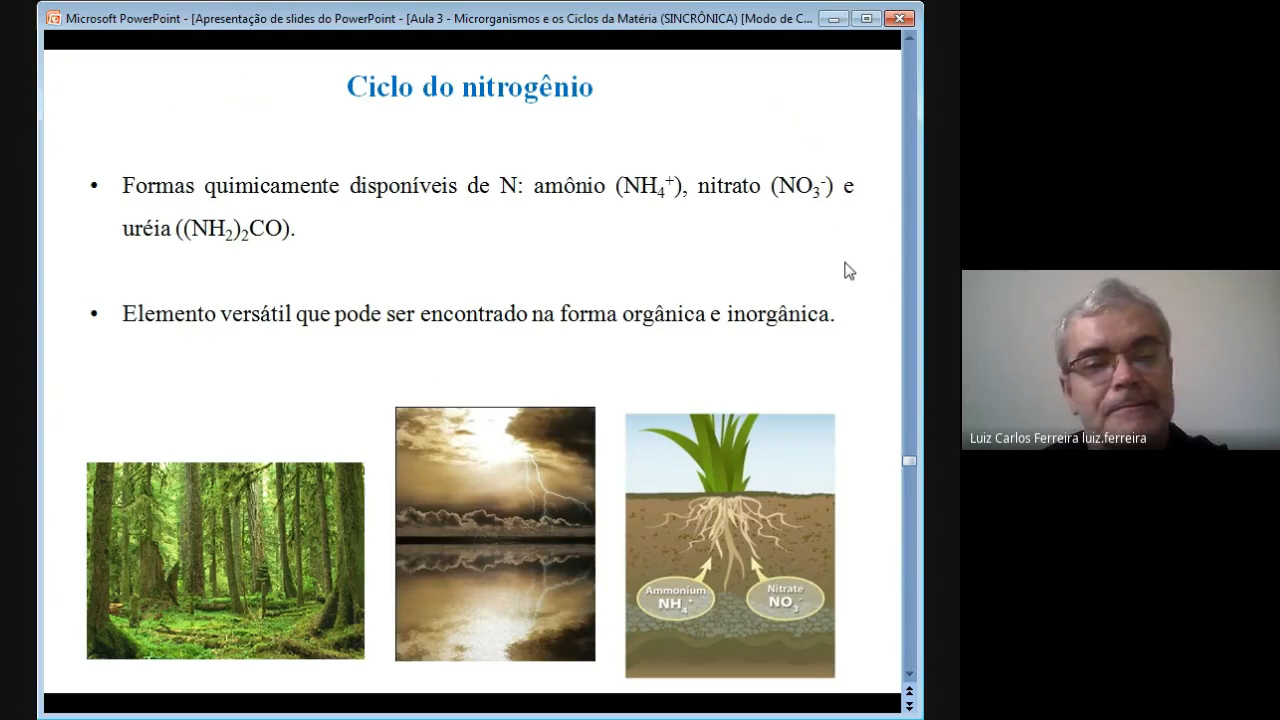 Microsoft PowerPoint - [Apresentação de slides do PowerPoint - [Aula 3 - Microrganismos e os Ciclos da Matéria (SINCRÔNICA) [Modo de C...
Ciclo do nitrogênio
• Formas quimicamente disponíveis de N: amônio (NH₄⁺), nitrato (NO₃⁻) e
uréia ((NH₂)₂CO).
• Elemento versátil que pode ser encontrado na forma orgânica e inorgânica.
Ammonium
NH₄⁺
Nitrate
NO₃⁻
Luiz Carlos Ferreira luiz.ferreira